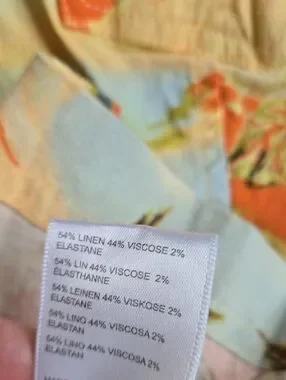 54% LINEN 44% VISCOSE 2%
ELASTANE
54% LIN 44% VISCOSE 2%
ELASTHANNE
54% LEINEN 44% VISKOSE 2%
ELASTANE
54% LINO 44% VISCOSA 2%
ELASTAN
54% LINO 44% VISCOSA 2%
ELASTAN